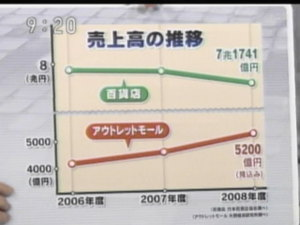 9:20
売上高の推移
8
(兆円)
7兆1741
億円
百貨店
アウトレットモール
5000
4000
(億円)
5200
億円
(見込み)
2006年度
2007年度
2008年度